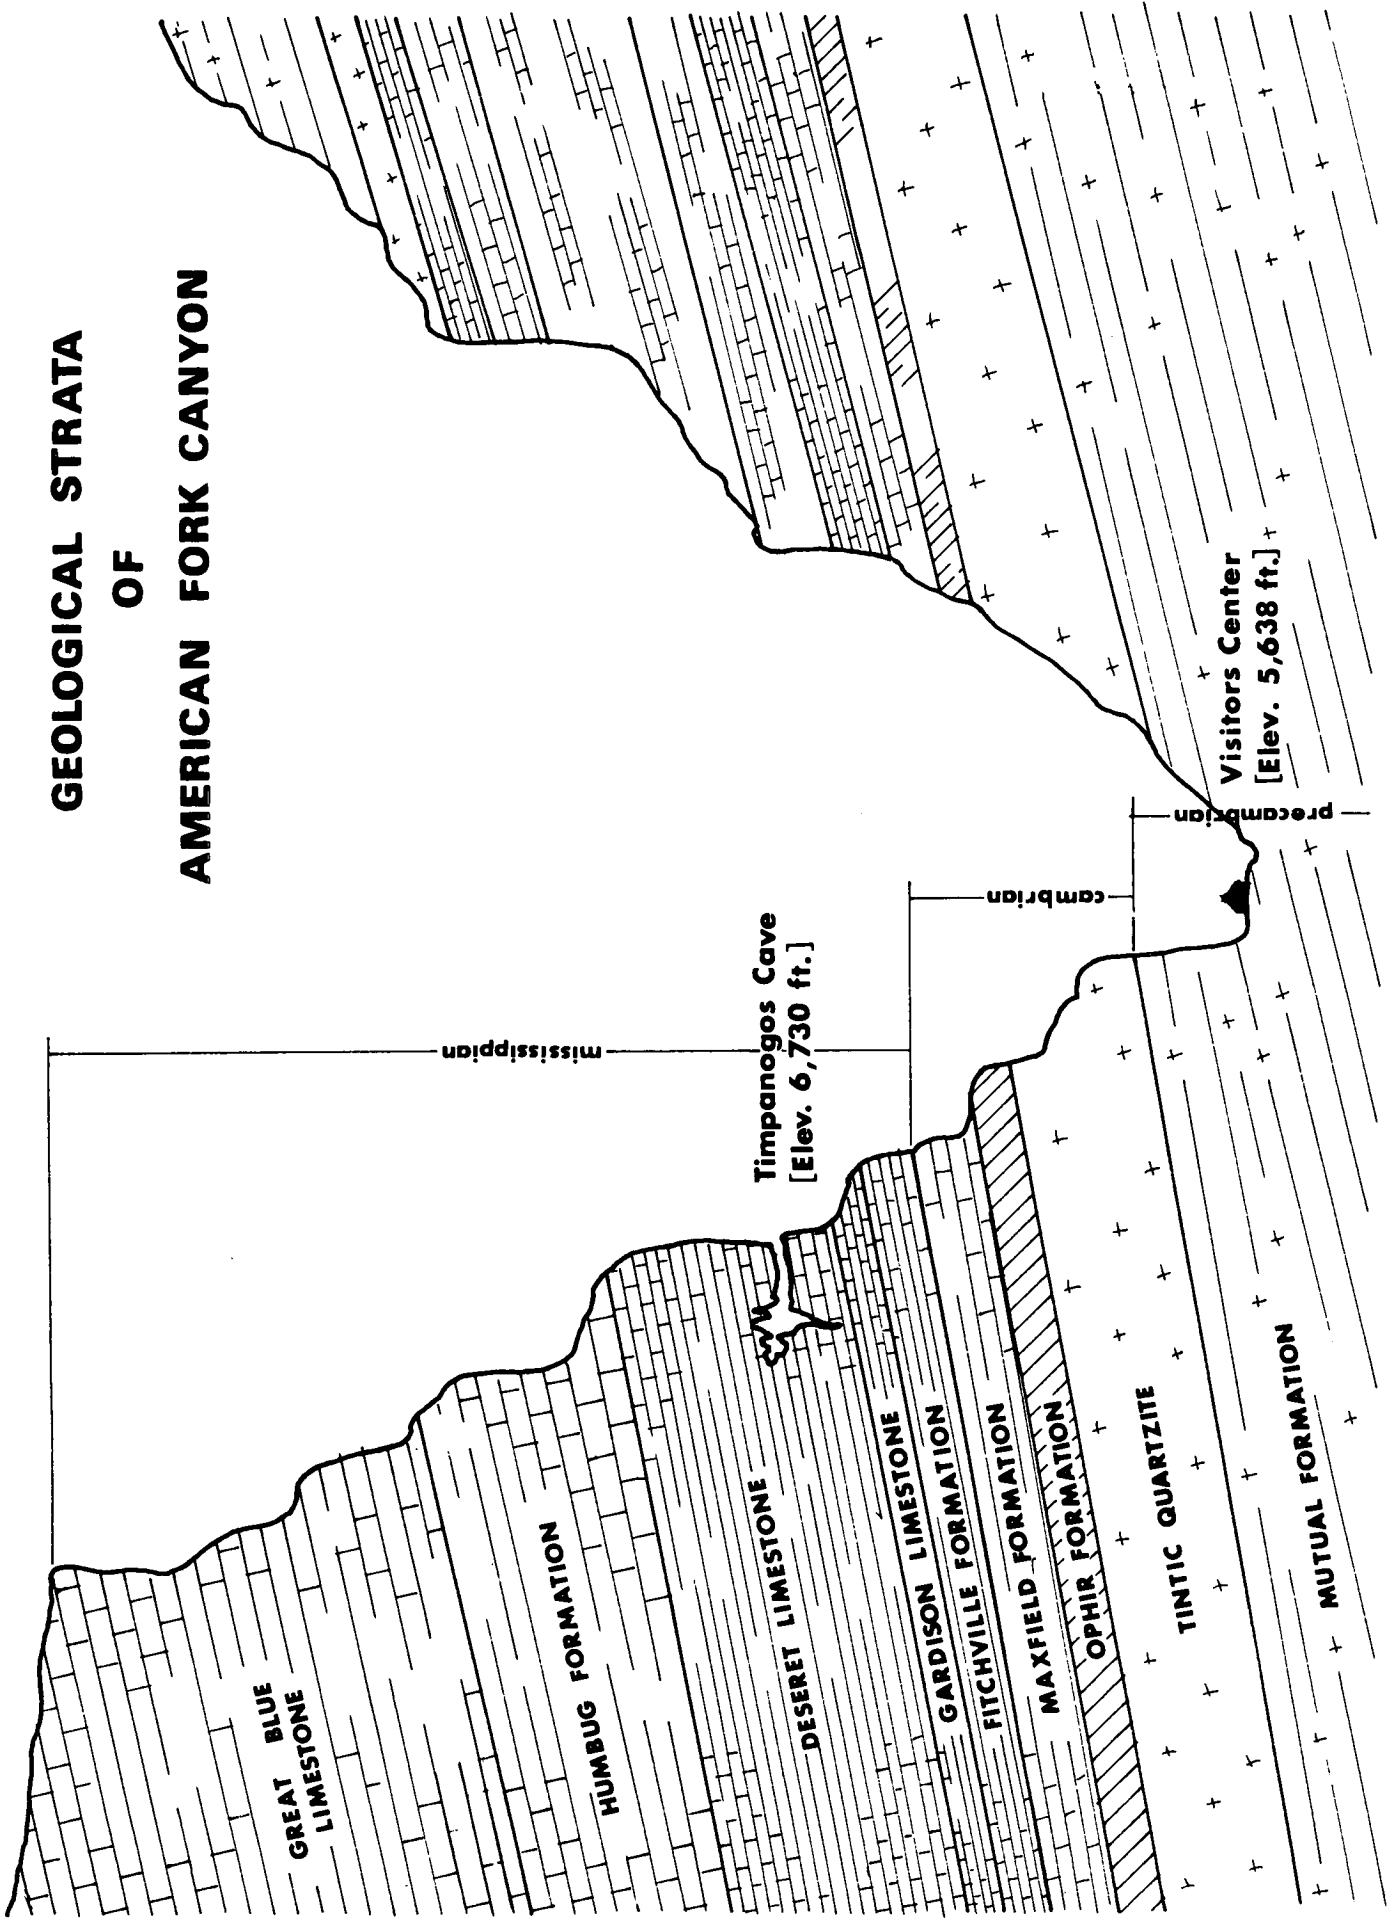 GEOLOGICAL STRATA
OF
AMERICAN FORK CANYON
mississippian
Timpanogos Cave
[Elev. 6,730 ft.]
cambrian
precambrian
Visitors Center
[Elev. 5,638 ft.]
GREAT BLUE
LIMESTONE
HUMBUG FORMATION
DESERET LIMESTONE
GARDISON LIMESTONE
FITCHVILLE FORMATION
MAXFIELD FORMATION
OPHIR FORMATION
TINTIC QUARTZITE
MUTUAL FORMATION